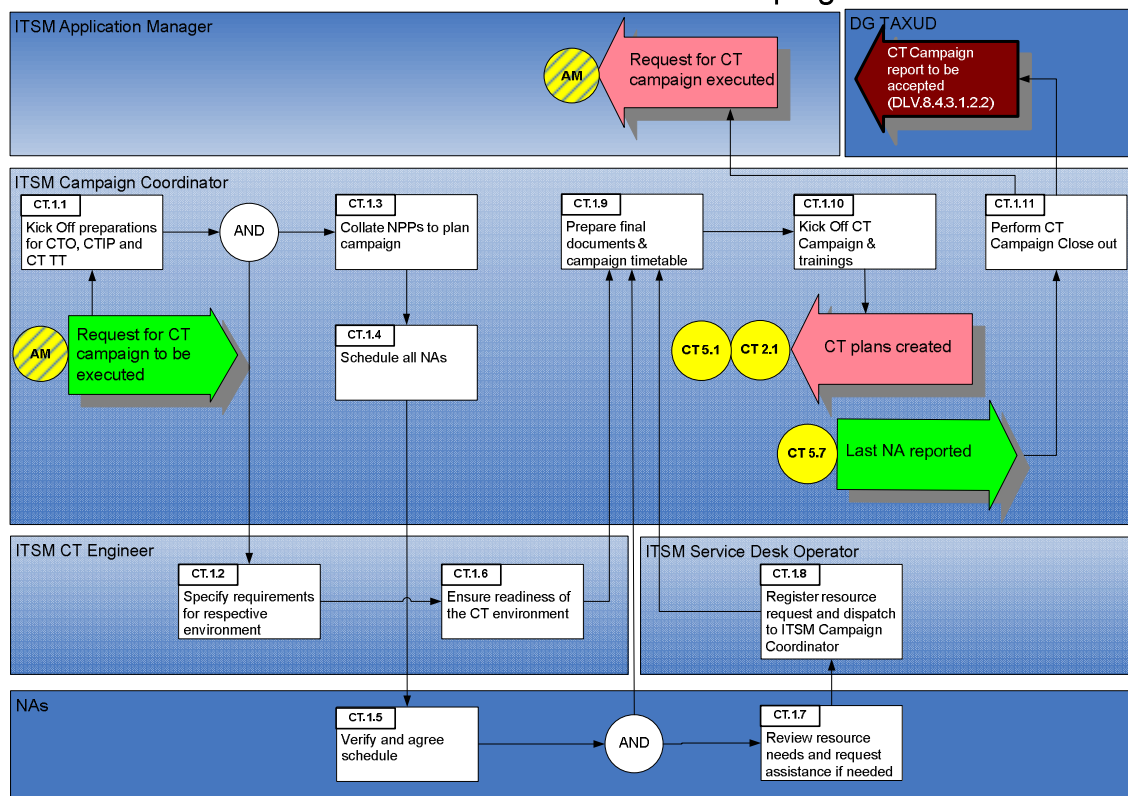 ITSM Application Manager
AM
Request for CT
campaign executed
DG TAXUD
CT Campaign
report to be
accepted
(DLV.8.4.3.1.2.2)
ITSM Campaign Coordinator
CT.1.1
Kick Off preparations
for CTO, CTIP and
CT TT
AND
CT.1.3
Collate NPPs to plan
campaign
CT.1.9
Prepare final
documents &
campaign timetable
CT.1.10
Kick Off CT
Campaign &
trainings
CT.1.11
Perform CT
Campaign Close out
AM
Request for CT
campaign to be
executed
CT.1.4
Schedule all NAs
CT 5.1
CT 2.1
CT plans created
CT 5.7
Last NA reported
ITSM CT Engineer
CT.1.2
Specify requirements
for respective
environment
CT.1.6
Ensure readiness of
the CT environment
ITSM Service Desk Operator
CT.1.8
Register resource
request and dispatch
to ITSM Campaign
Coordinator
NAs
CT.1.5
Verify and agree
schedule
AND
CT.1.7
Review resource
needs and request
assistance if needed